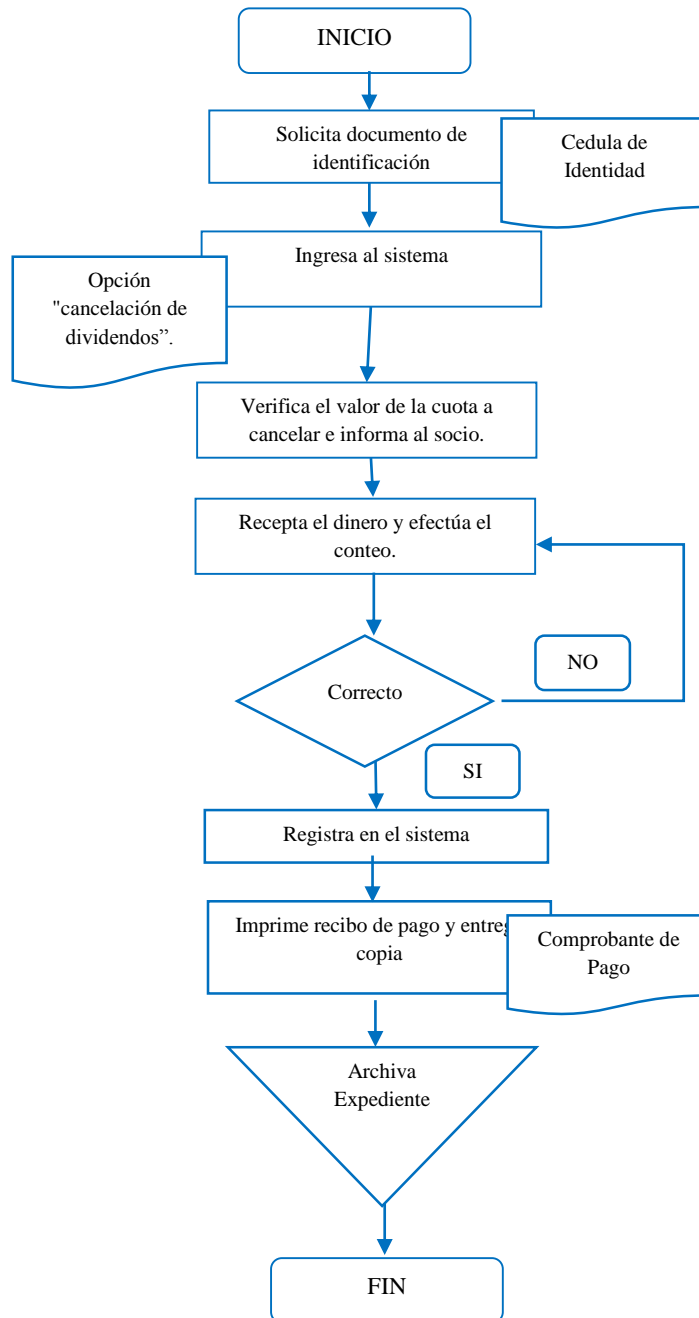 INICIO
Solicita documento de
identificación
Cedula de
Identidad
Ingresa al sistema
Opción
"cancelación de
dividendos”.
Verifica el valor de la cuota a
cancelar e informa al socio.
Recepta el dinero y efectúa el
conteo.
NO
Correcto
SI
Registra en el sistema
Imprime recibo de pago y entreg
copia
Comprobante de
Pago
Archiva
Expediente
FIN